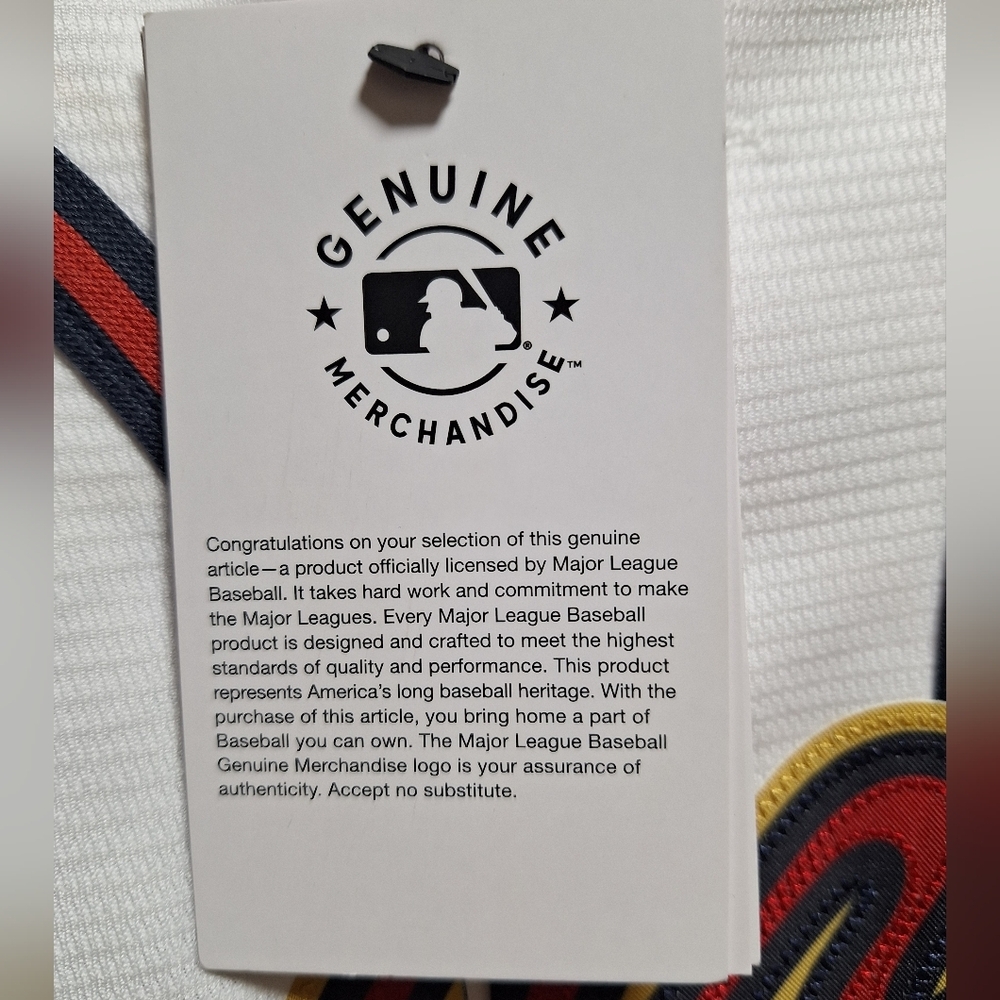 GENUINE
MERCHANDISE™
®
Congratulations on your selection of this genuine
article—a product officially licensed by Major League
Baseball. It takes hard work and commitment to make
the Major Leagues. Every Major League Baseball
product is designed and crafted to meet the highest
standards of quality and performance. This product
represents America's long baseball heritage. With the
purchase of this article, you bring home a part of
Baseball you can own. The Major League Baseball
Genuine Merchandise logo is your assurance of
authenticity. Accept no substitute.